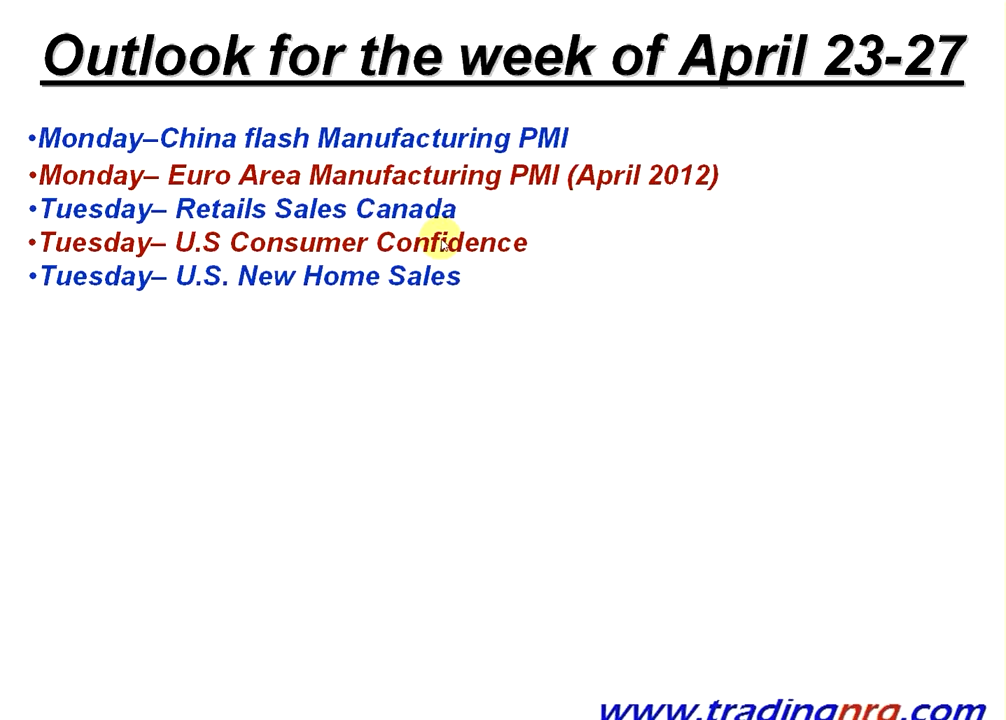 Outlook for the week of April 23-27
•Monday–China flash Manufacturing PMI
•Monday– Euro Area Manufacturing PMI (April 2012)
•Tuesday– Retails Sales Canada
•Tuesday– U.S Consumer Confidence
•Tuesday– U.S. New Home Sales
www.tradingnrg.com